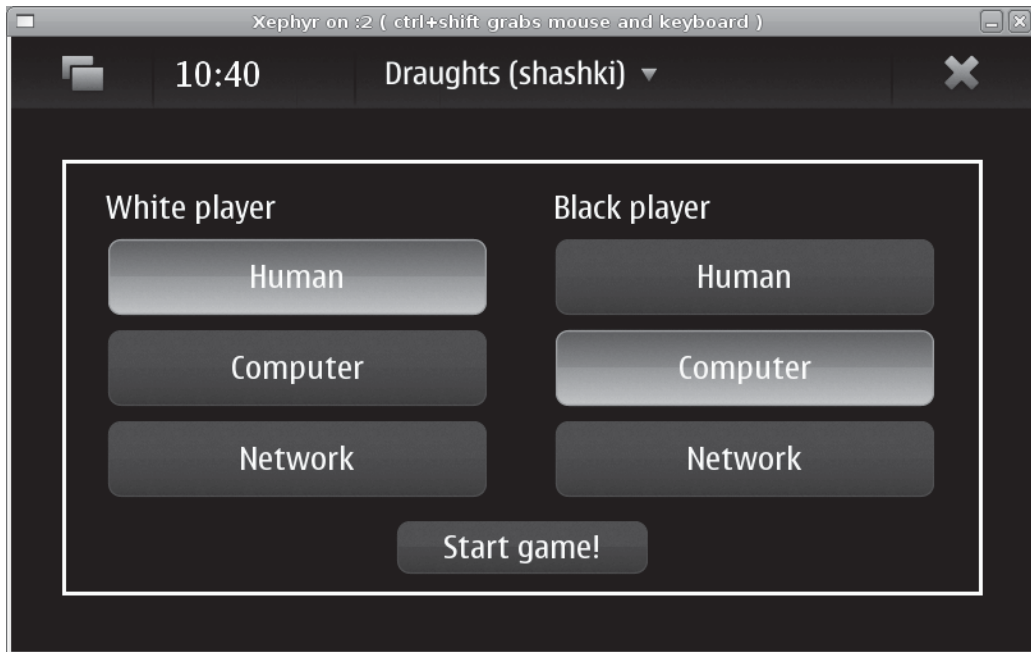 Xephyr on :2 ( ctrl+shift grabs mouse and keyboard )
10:40 Draughts (shashki)
White player Black player
Human Human
Computer Computer
Network Network
Start game!